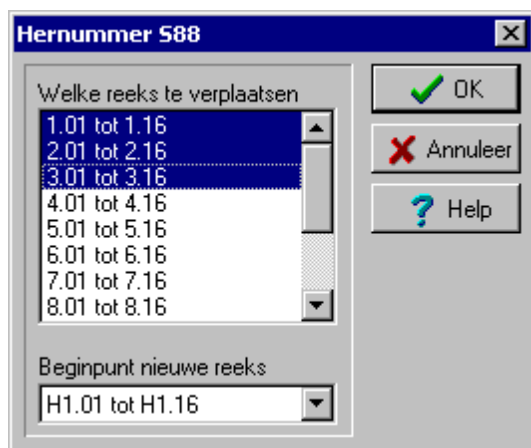 Hernummer S88
Welke reeks te verplaatsen
1.01 tot 1.16
2.01 tot 2.16
3.01 tot 3.16
4.01 tot 4.16
5.01 tot 5.16
6.01 tot 6.16
7.01 tot 7.16
8.01 tot 8.16
Beginpunt nieuwe reeks
H1.01 tot H1.16
OK
Annuleer
Help